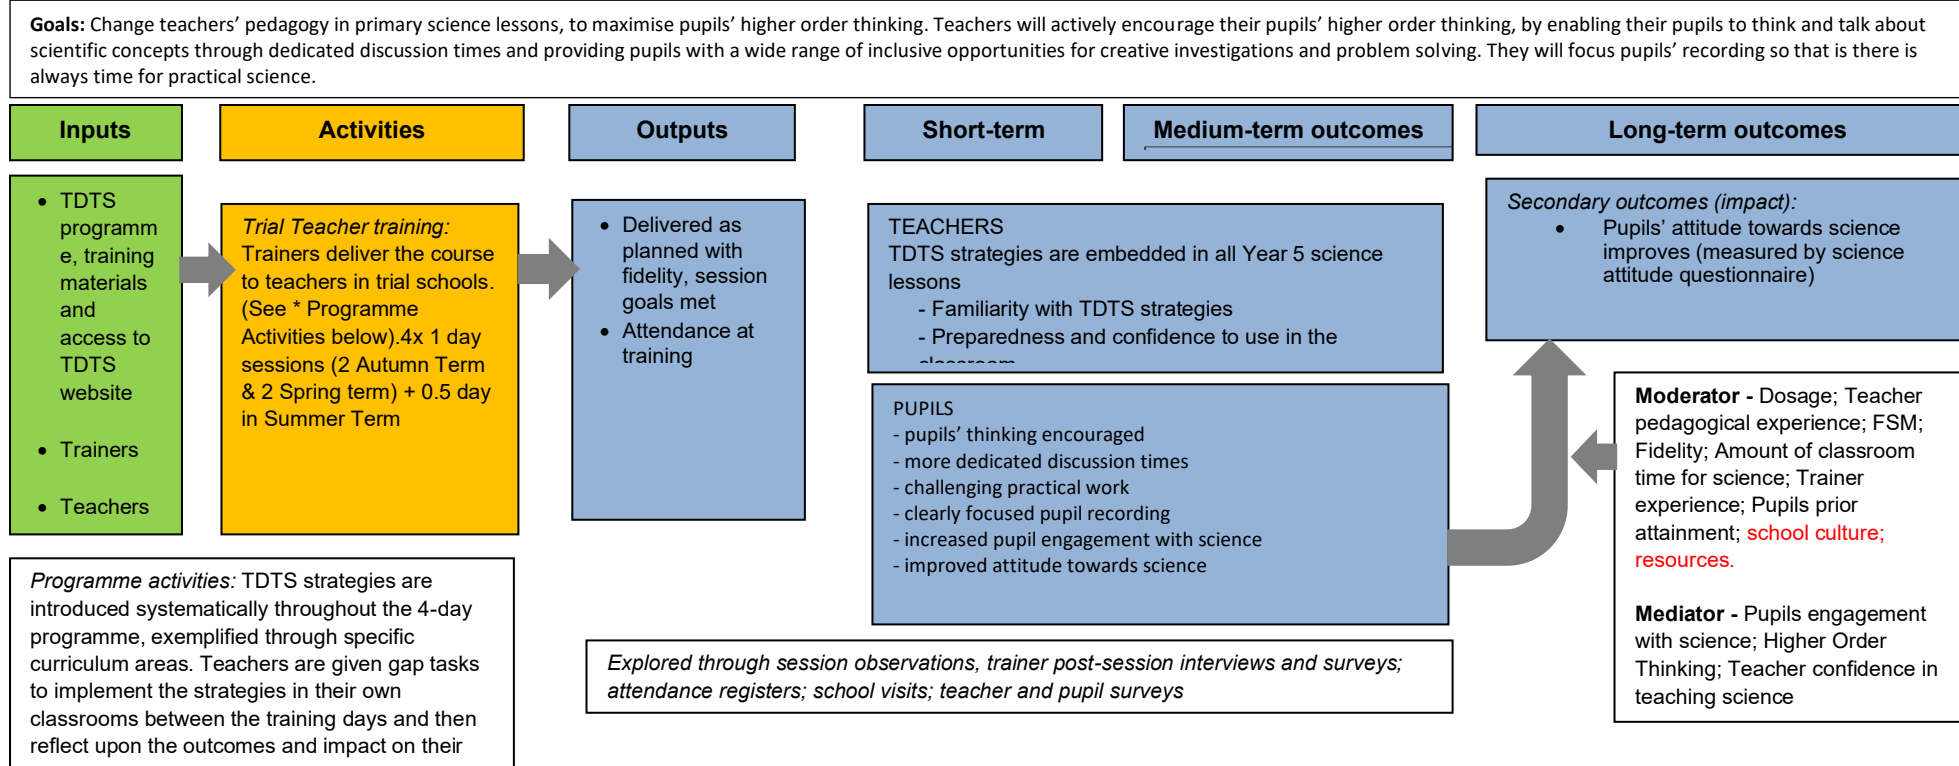 Goals: Change teachers’ pedagogy in primary science lessons, to maximise pupils’ higher order thinking. Teachers will actively encourage their pupils’ higher order thinking, by enabling their pupils to think and talk about
scientific concepts through dedicated discussion times and providing pupils with a wide range of inclusive opportunities for creative investigations and problem solving. They will focus pupils’ recording so that is there is
always time for practical science.
Inputs
Activities
Outputs
Short-term
Medium-term outcomes
Long-term outcomes
• TDTS
programm
e, training
materials
and
access to
TDTS
website
• Trainers
• Teachers
Trial Teacher training:
Trainers deliver the course
to teachers in trial schools.
(See * Programme
Activities below).4x 1 day
sessions (2 Autumn Term
& 2 Spring term) + 0.5 day
in Summer Term
• Delivered as
planned with
fidelity, session
goals met
• Attendance at
training
TEACHERS
TDTS strategies are embedded in all Year 5 science
lessons
- Familiarity with TDTS strategies
- Preparedness and confidence to use in the
classroom
PUPILS
- pupils’ thinking encouraged
- more dedicated discussion times
- challenging practical work
- clearly focused pupil recording
- increased pupil engagement with science
- improved attitude towards science
Secondary outcomes (impact):
• Pupils’ attitude towards science
improves (measured by science
attitude questionnaire)
Moderator - Dosage; Teacher
pedagogical experience; FSM;
Fidelity; Amount of classroom
time for science; Trainer
experience; Pupils prior
attainment; school culture;
resources.
Mediator - Pupils engagement
with science; Higher Order
Thinking; Teacher confidence in
teaching science
Programme activities: TDTS strategies are
introduced systematically throughout the 4-day
programme, exemplified through specific
curriculum areas. Teachers are given gap tasks
to implement the strategies in their own
classrooms between the training days and then
reflect upon the outcomes and impact on their
Explored through session observations, trainer post-session interviews and surveys;
attendance registers; school visits; teacher and pupil surveys